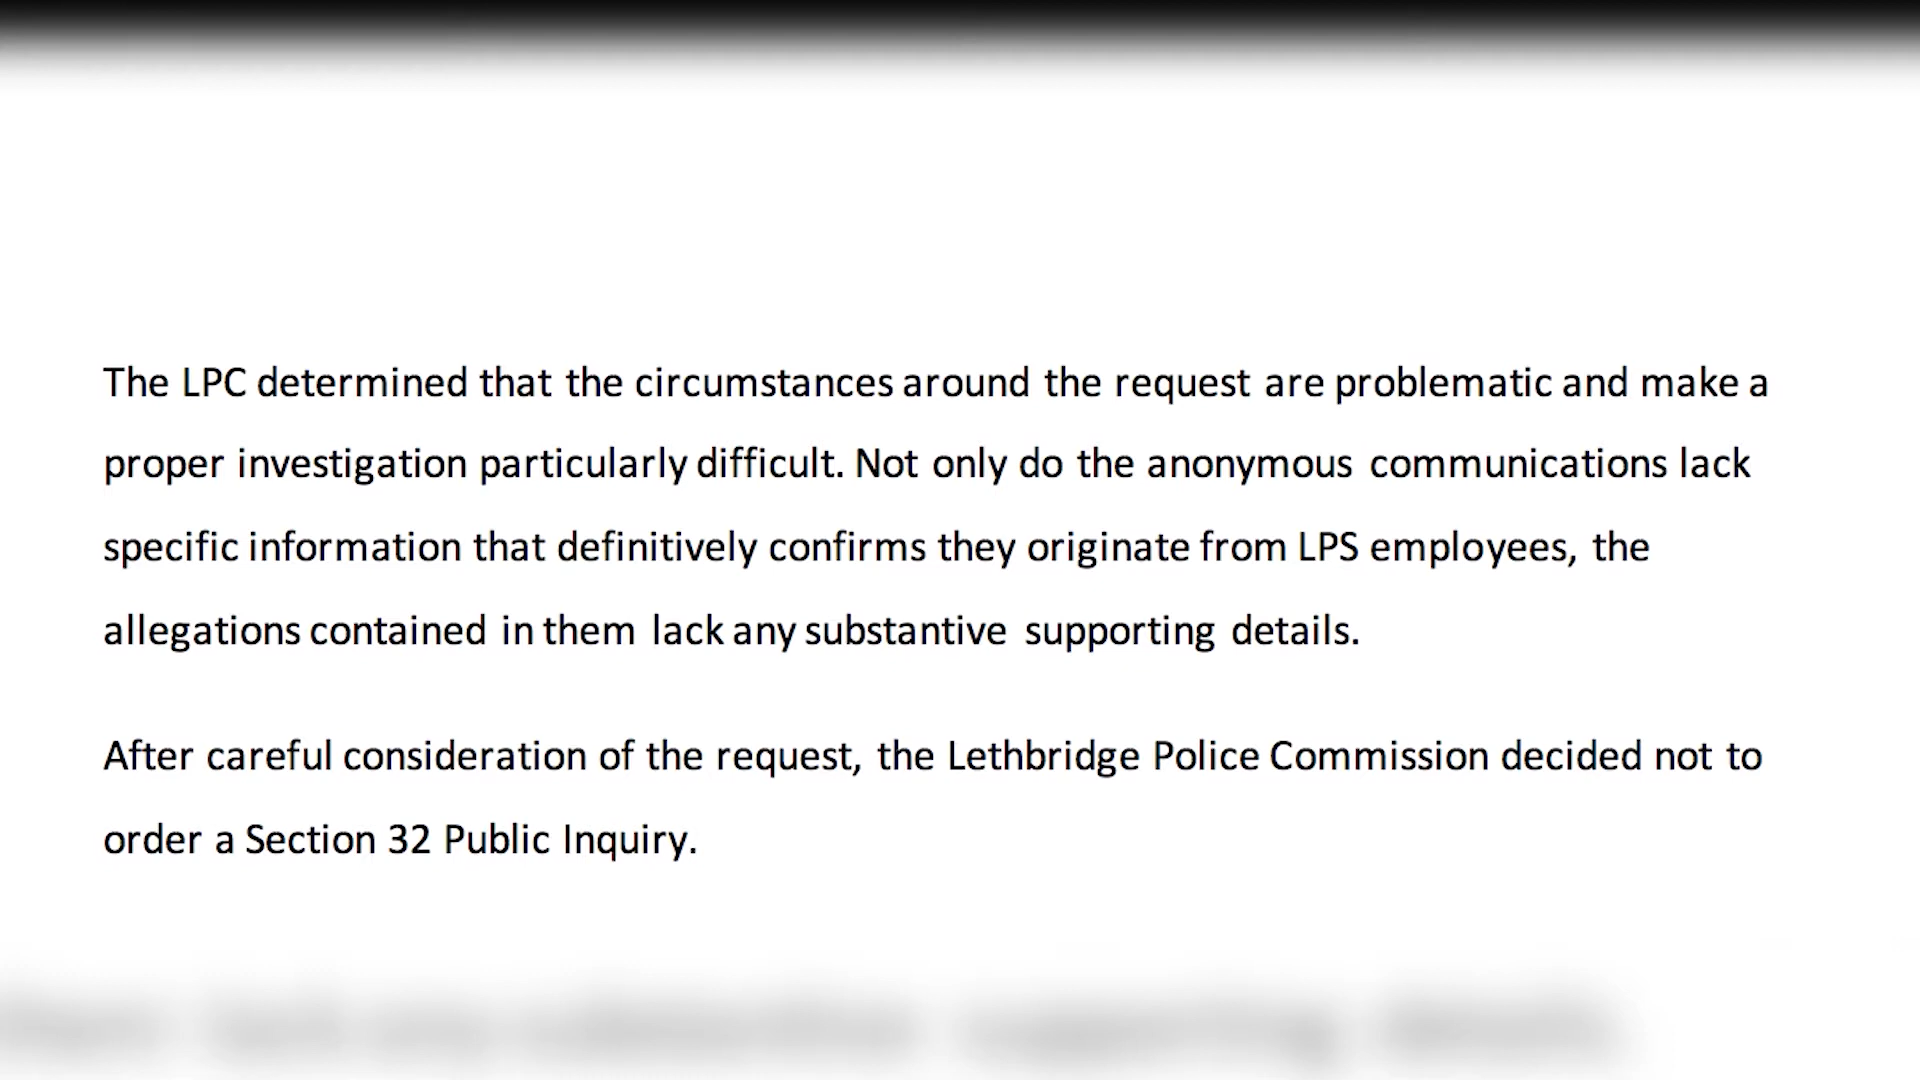 The LPC determined that the circumstances around the request are problematic and make a
proper investigation particularly difficult. Not only do the anonymous communications lack
specific information that definitively confirms they originate from LPS employees, the
allegations contained in them lack any substantive supporting details.
After careful consideration of the request, the Lethbridge Police Commission decided not to
order a Section 32 Public Inquiry.